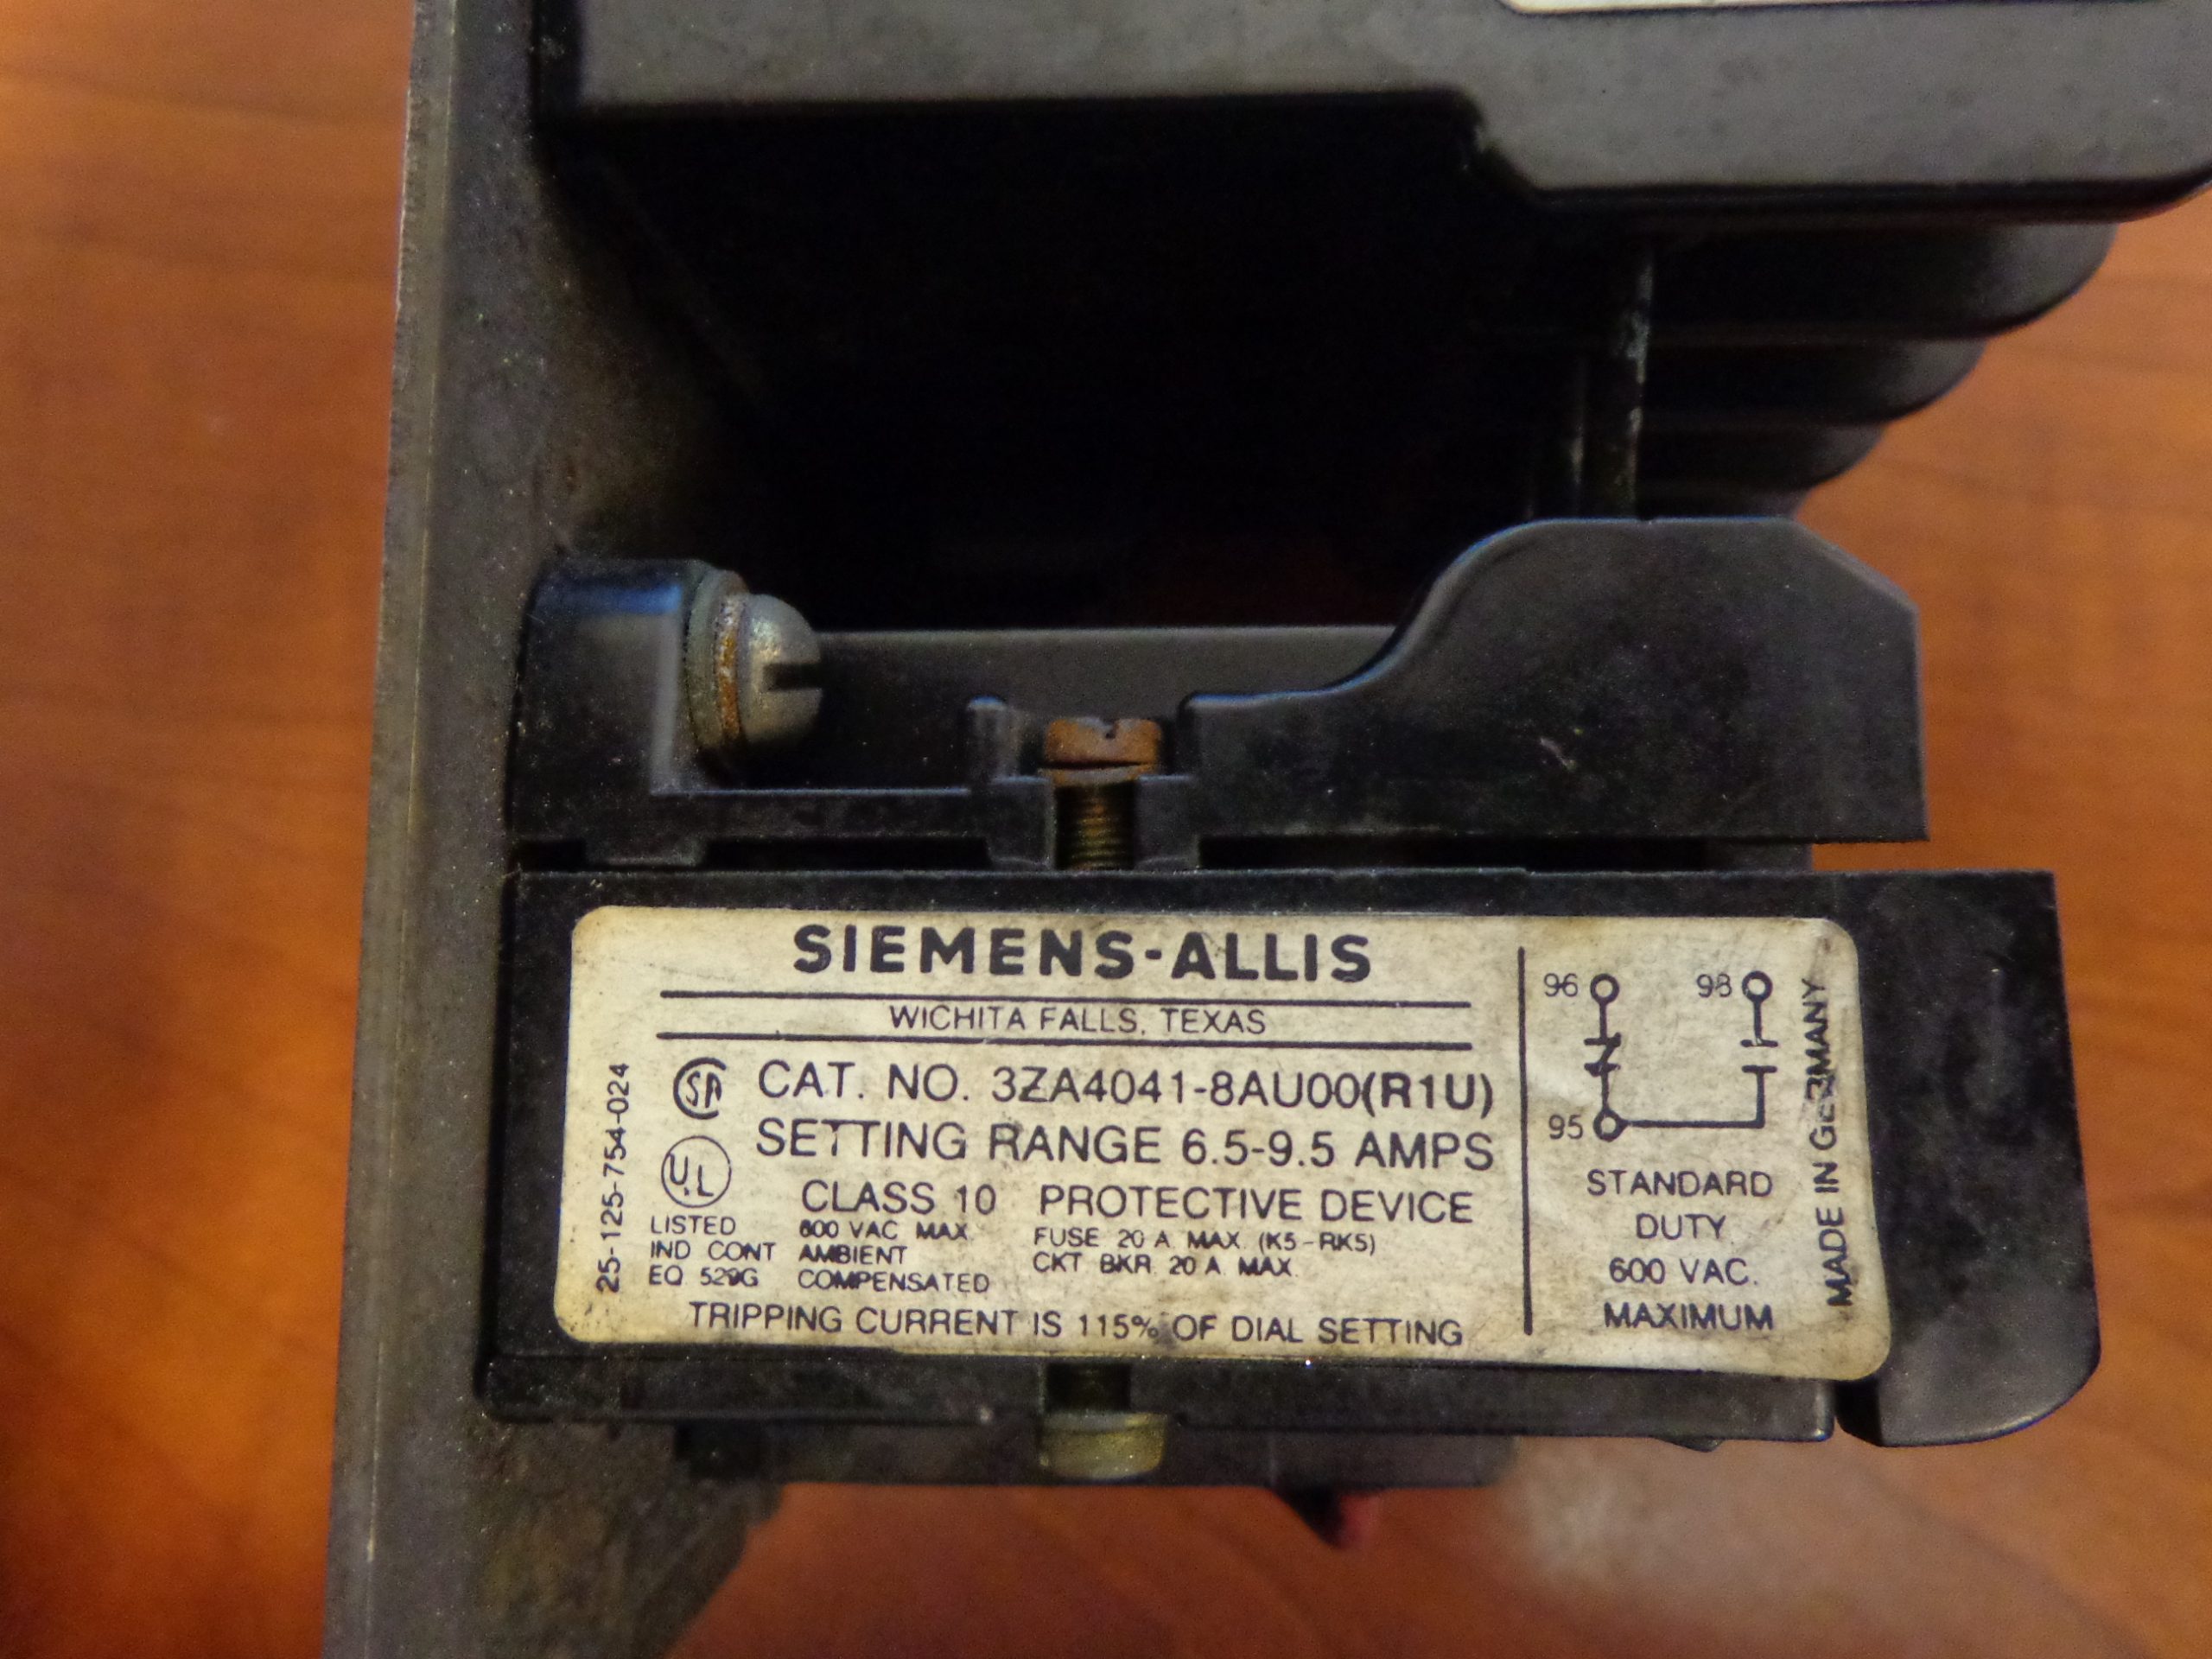 SIEMENS-ALLIS
WICHITA FALLS, TEXAS
SA CAT. NO. 3ZA4041-8AU00(R1U)
SETTING RANGE 6.5-9.5 AMPS
UL
CLASS 10 PROTECTIVE DEVICE
LISTED 600 VAC MAX. FUSE 20 A MAX. (K5-RK5)
IND CONT AMBIENT CKT BKR 20 A MAX.
EQ 529G COMPENSATED
TRIPPING CURRENT IS 115% OF DIAL SETTING
25-125-754-024
96 98
95
STANDARD
DUTY
600 VAC.
MAXIMUM
MADE IN GERMANY